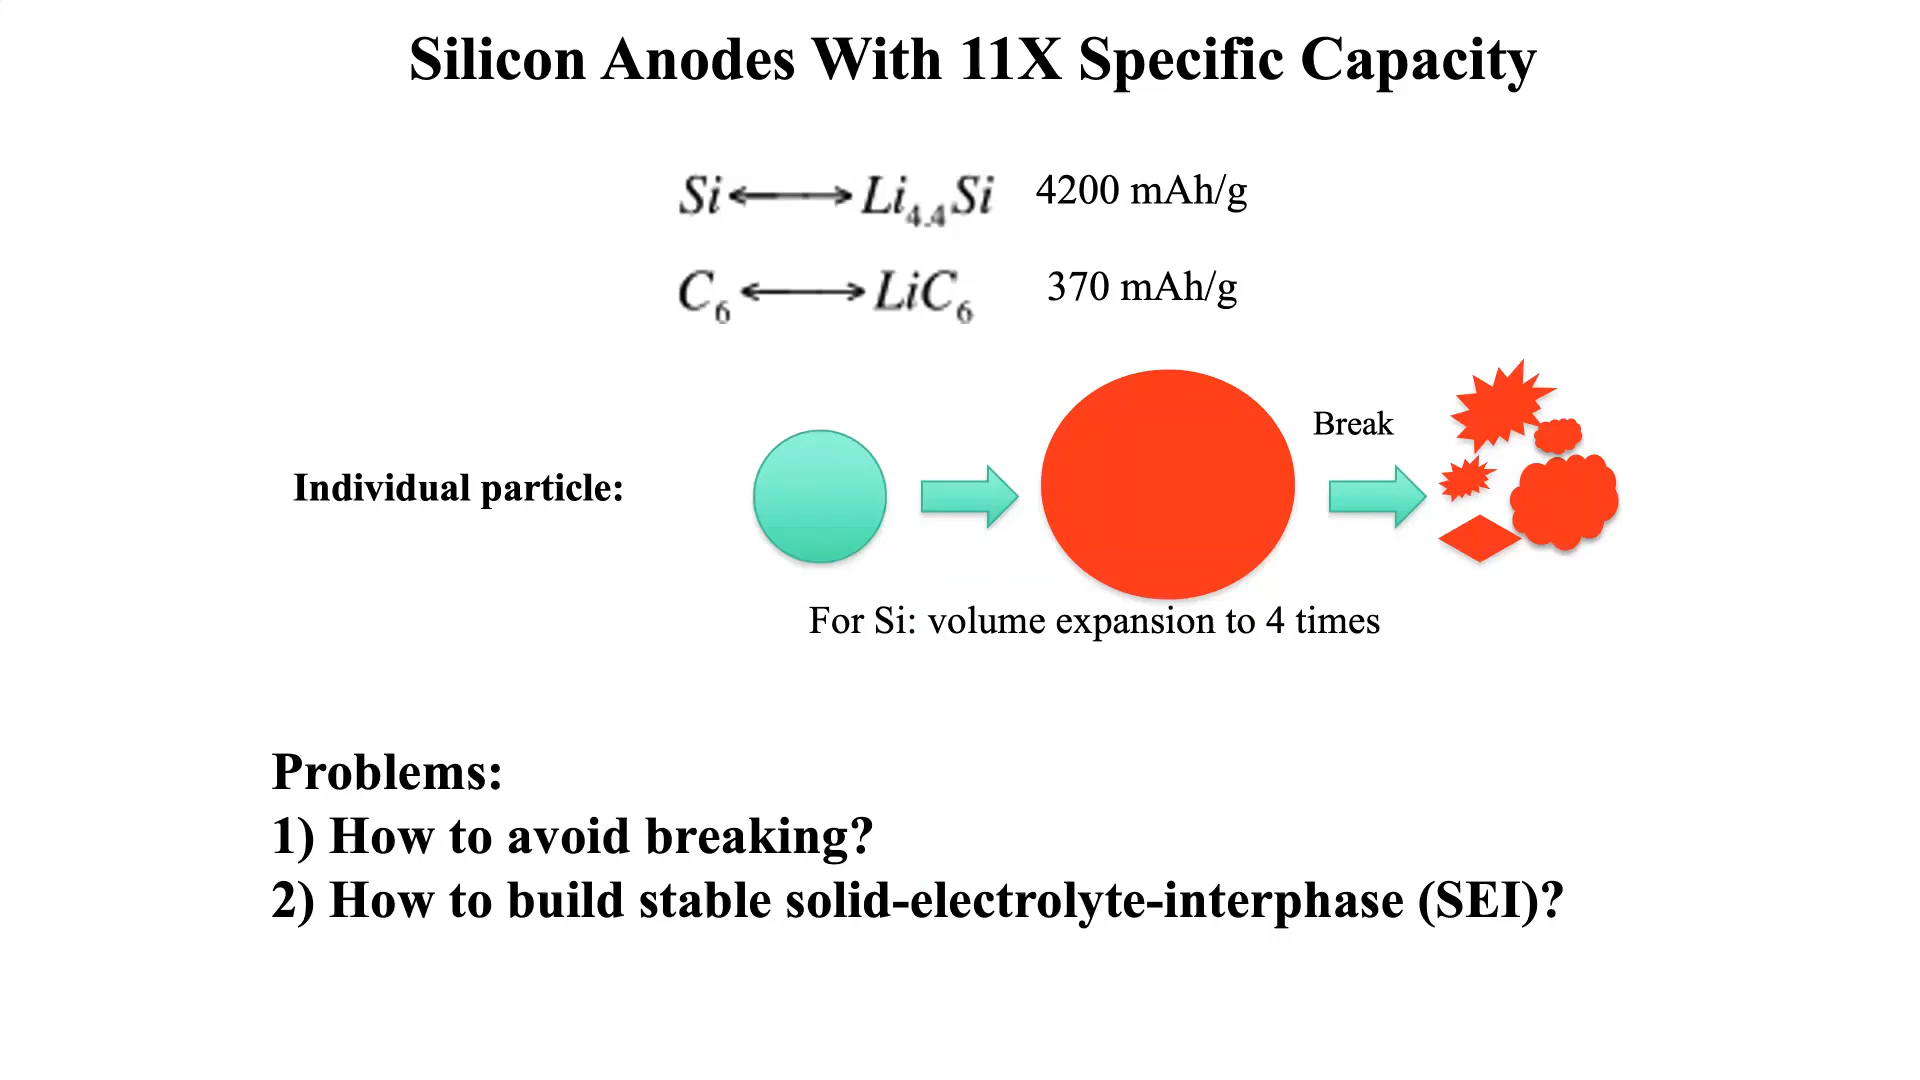 Silicon Anodes With 11X Specific Capacity
Si ⟷ Li₄.₄Si 4200 mAh/g
C₆ ⟷ LiC₆ 370 mAh/g
Break
Individual particle:
For Si: volume expansion to 4 times
Problems:
1) How to avoid breaking?
2) How to build stable solid-electrolyte-interphase (SEI)?